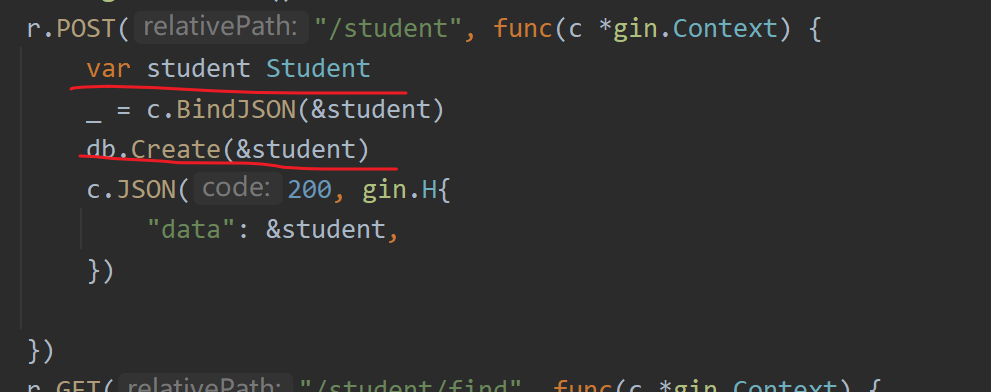 r.POST( relativePath: "/student", func(c *gin.Context) {
var student Student
_ = c.BindJSON(&student)
db.Create(&student)
c.JSON( code: 200, gin.H{
"data": &student,
})
})
r.GET( relativePath: "/student/find", func(c *gin.Context) {